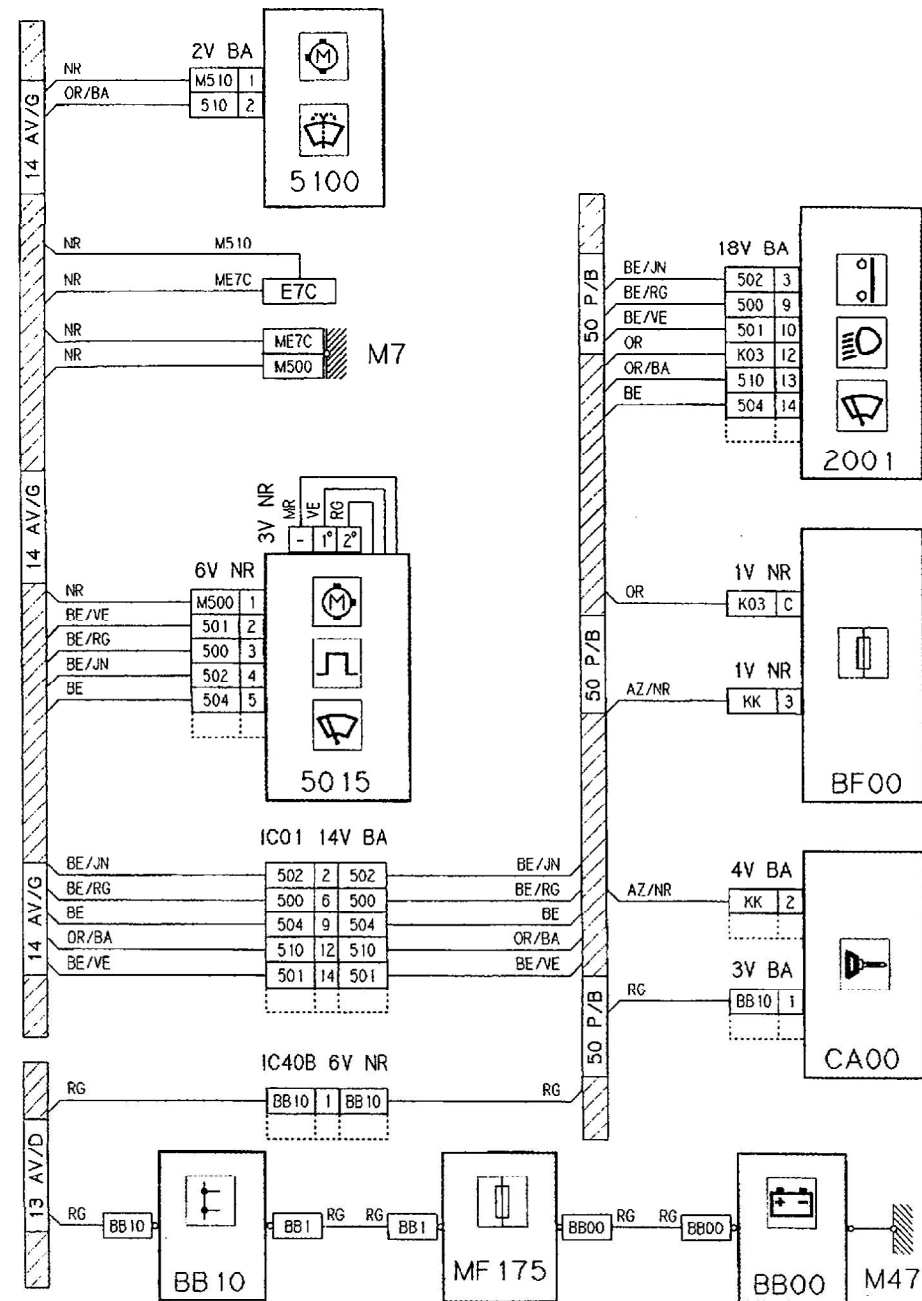 2V BA
NR
M510 1
OR/BA
510 2
M
5100
14 AV/G
NR M510
NR ME7C
E7C
NR
ME7C
NR
M500
M7
14 AV/G
3V NR
MR
VE
RG
- 1° 2°
6V NR
NR
M500 1
BE/VE
501 2
BE/RG
500 3
BE/JN
502 4
BE
504 5
M
5015
IC01 14V BA
BE/JN 502 2 502 BE/JN
BE/RG 500 6 500 BE/RG
BE 504 9 504 BE
OR/BA 510 12 510 OR/BA
BE/VE 501 14 501 BE/VE
14 AV/G
50 P/B
18V BA
BE/JN 502 3
BE/RG 500 9
BE/VE 501 10
OR K03 12
OR/BA 510 13
BE 504 14
2001
1V NR
OR K03 C
50 P/B
1V NR
AZ/NR KK 3
BF00
4V BA
AZ/NR KK 2
3V BA
RG BB10 1
50 P/B
CA00
IC40B 6V NR
RG BB10 1 BB10 RG
13 AV/D
RG BB10
BB10
BB1 RG RG BB1
MF175
BB00 RG RG BB00
+ -
BB00
M47